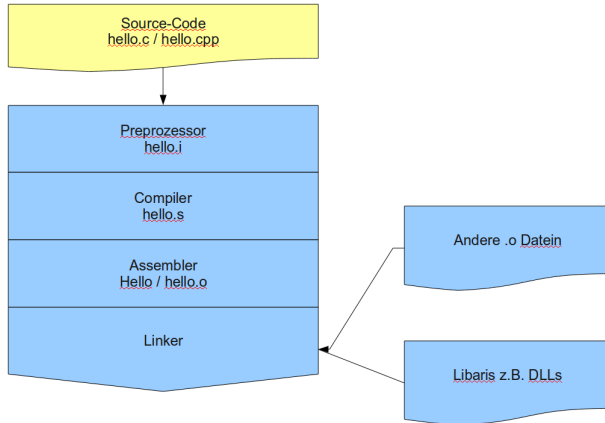 Source-Code
hello.c / hello.cpp
Preprozessor
hello.i
Compiler
hello.s
Assembler
Hello / hello.o
Linker
Andere .o Datein
Libaris z.B. DLLs